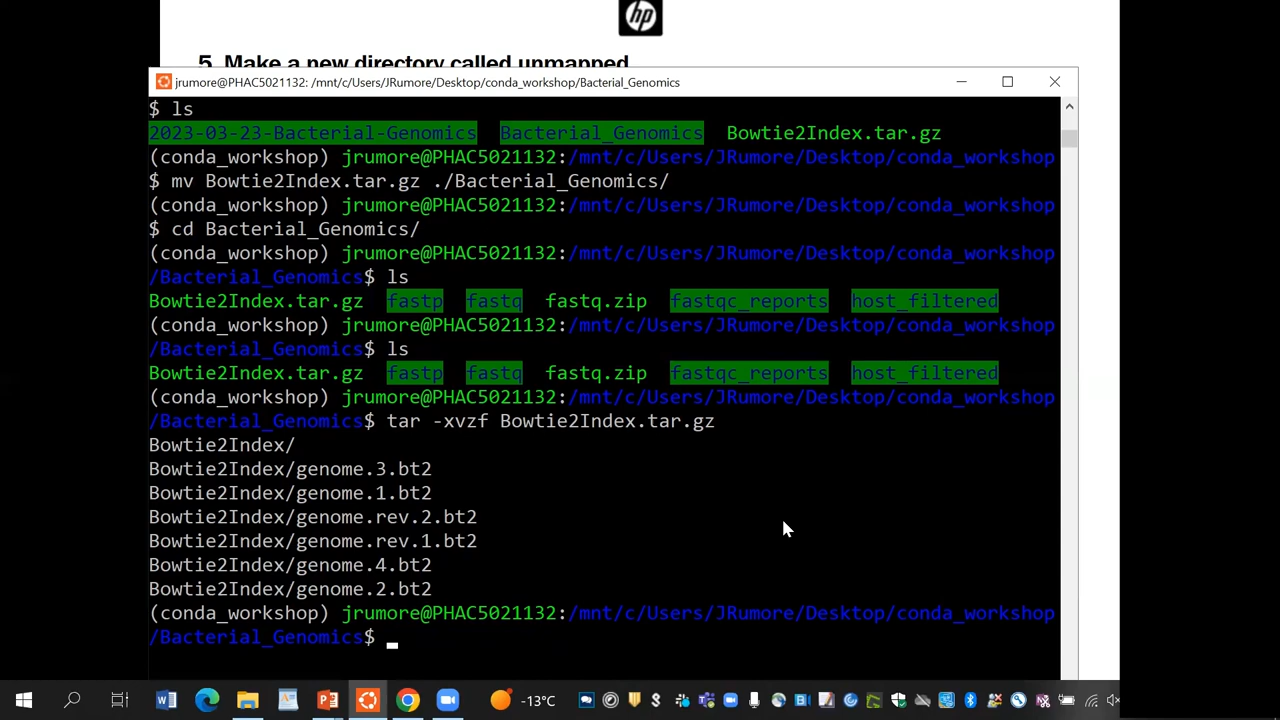 hp
5. Make a new directory called unmapped
jrumore@PHAC5021132: /mnt/c/Users/JRumore/Desktop/conda_workshop/Bacterial_Genomics
$ ls
2023-03-23-Bacterial-Genomics Bacterial_Genomics Bowtie2Index.tar.gz
(conda_workshop) jrumore@PHAC5021132:/mnt/c/Users/JRumore/Desktop/conda_workshop
$ mv Bowtie2Index.tar.gz ./Bacterial_Genomics/
(conda_workshop) jrumore@PHAC5021132:/mnt/c/Users/JRumore/Desktop/conda_workshop
$ cd Bacterial_Genomics/
(conda_workshop) jrumore@PHAC5021132:/mnt/c/Users/JRumore/Desktop/conda_workshop
/Bacterial_Genomics$ ls
Bowtie2Index.tar.gz fastp fastq fastq.zip fastqc_reports host_filtered
(conda_workshop) jrumore@PHAC5021132:/mnt/c/Users/JRumore/Desktop/conda_workshop
/Bacterial_Genomics$ ls
Bowtie2Index.tar.gz fastp fastq fastq.zip fastqc_reports host_filtered
(conda_workshop) jrumore@PHAC5021132:/mnt/c/Users/JRumore/Desktop/conda_workshop
/Bacterial_Genomics$ tar -xvzf Bowtie2Index.tar.gz
Bowtie2Index/
Bowtie2Index/genome.3.bt2
Bowtie2Index/genome.1.bt2
Bowtie2Index/genome.rev.2.bt2
Bowtie2Index/genome.rev.1.bt2
Bowtie2Index/genome.4.bt2
Bowtie2Index/genome.2.bt2
(conda_workshop) jrumore@PHAC5021132:/mnt/c/Users/JRumore/Desktop/conda_workshop
/Bacterial_Genomics$
-13°C